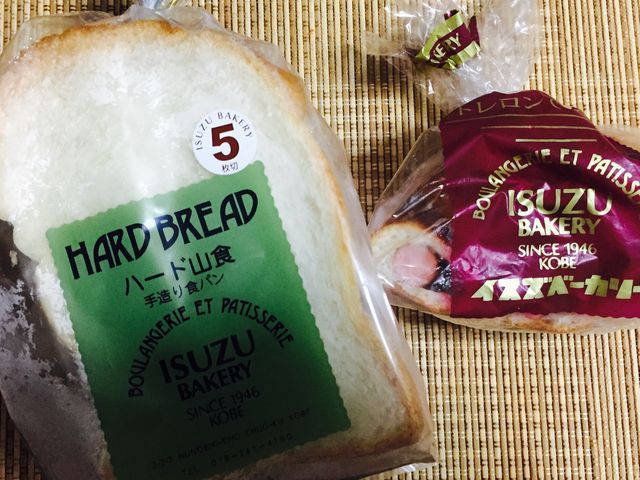 ISUZU BAKERY
5
枚切
HARD BREAD
ハード山食
手造り食パン
BOULANGERIE ET PATISSERIE
ISUZU
BAKERY
SINCE 1946
KOBE
BOULANGERIE ET PATISSERIE
ISUZU
BAKERY
SINCE 1946
KOBE
イスズベーカリー